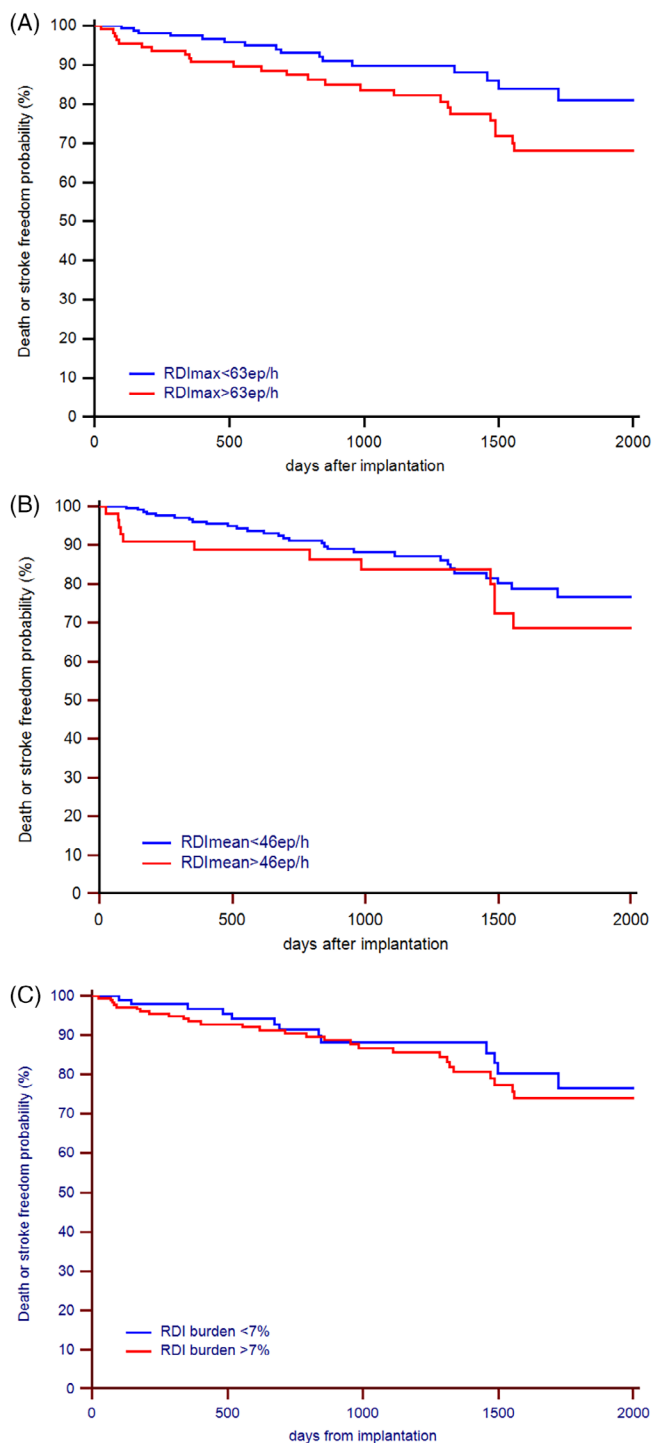 (A)
Death or stroke freedom probability (%)
100
90
80
70
60
50
40
30
20
10
0
RDImax<63ep/h
RDImax>63ep/h
0 500 1000 1500 2000
days after implantation
(B)
Death or stroke freedom probability (%)
100
90
80
70
60
50
40
30
20
10
0
RDImean<46ep/h
RDImean>46ep/h
0 500 1000 1500 2000
days after implantation
(C)
Death or stroke freedom probability (%)
100
90
80
70
60
50
40
30
20
10
0
RDI burden <7%
RDI burden >7%
0 500 1000 1500 2000
days from implantation